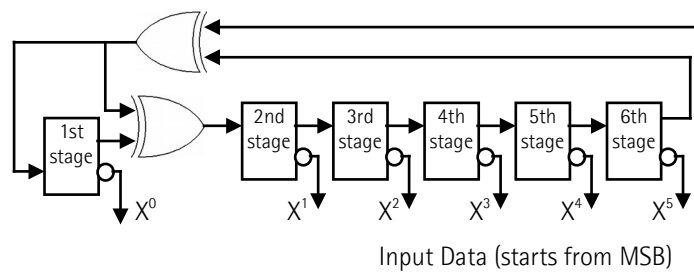 1st
stage
2nd
stage
3rd
stage
4th
stage
5th
stage
6th
stage
X⁰
X¹
X²
X³
X⁴
X⁵
Input Data (starts from MSB)